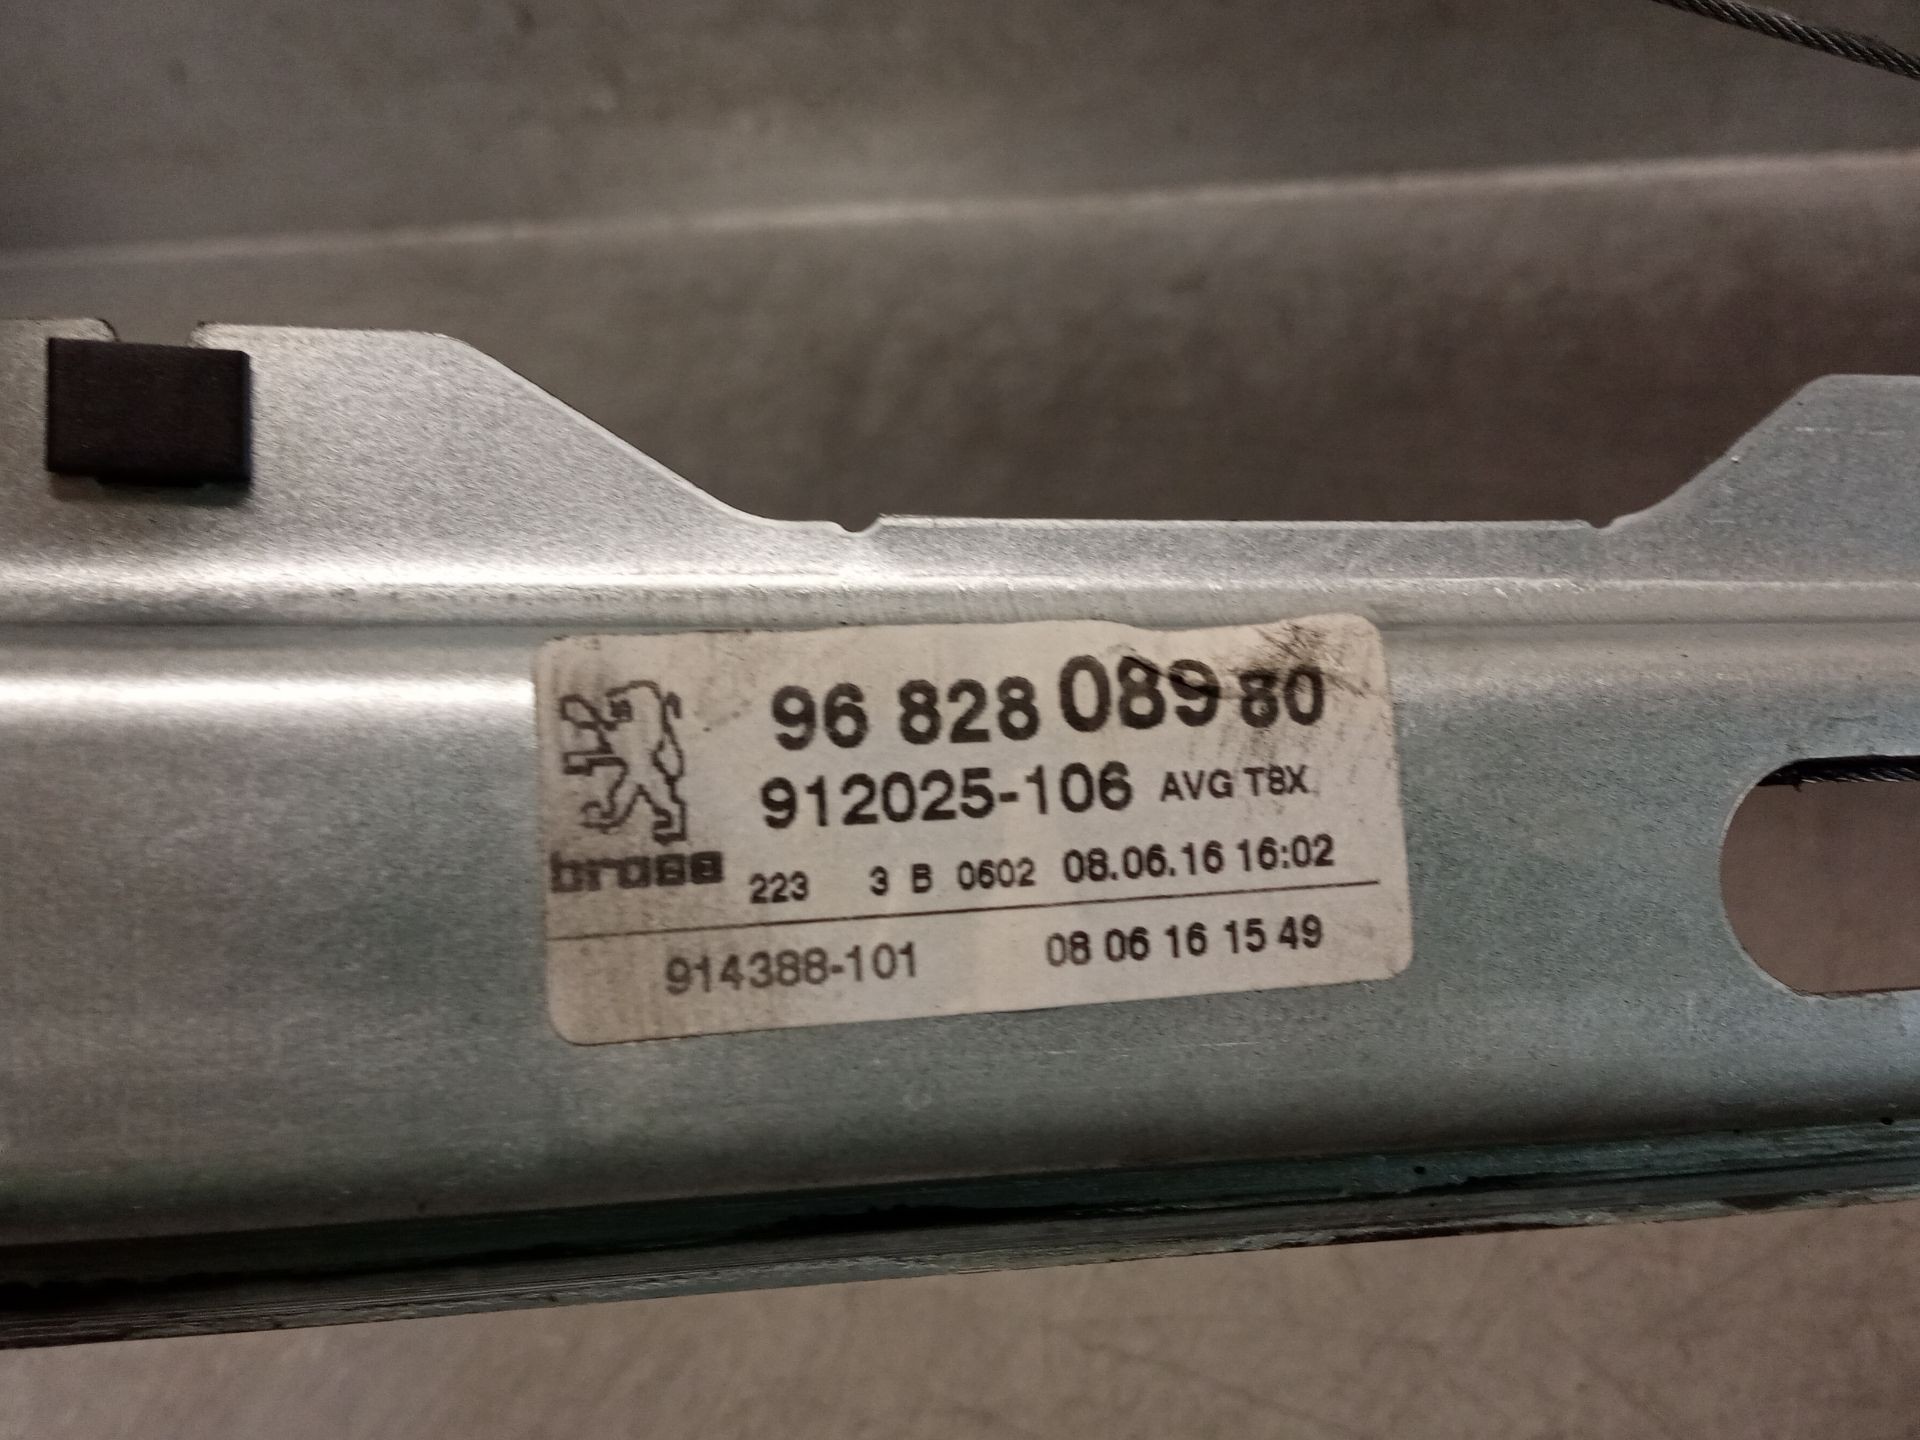 96 828 089 80
912025-106 AVG T8X
brose 223 3 B 0602 08.06.16 16:02
914388-101 08 06 16 15 49